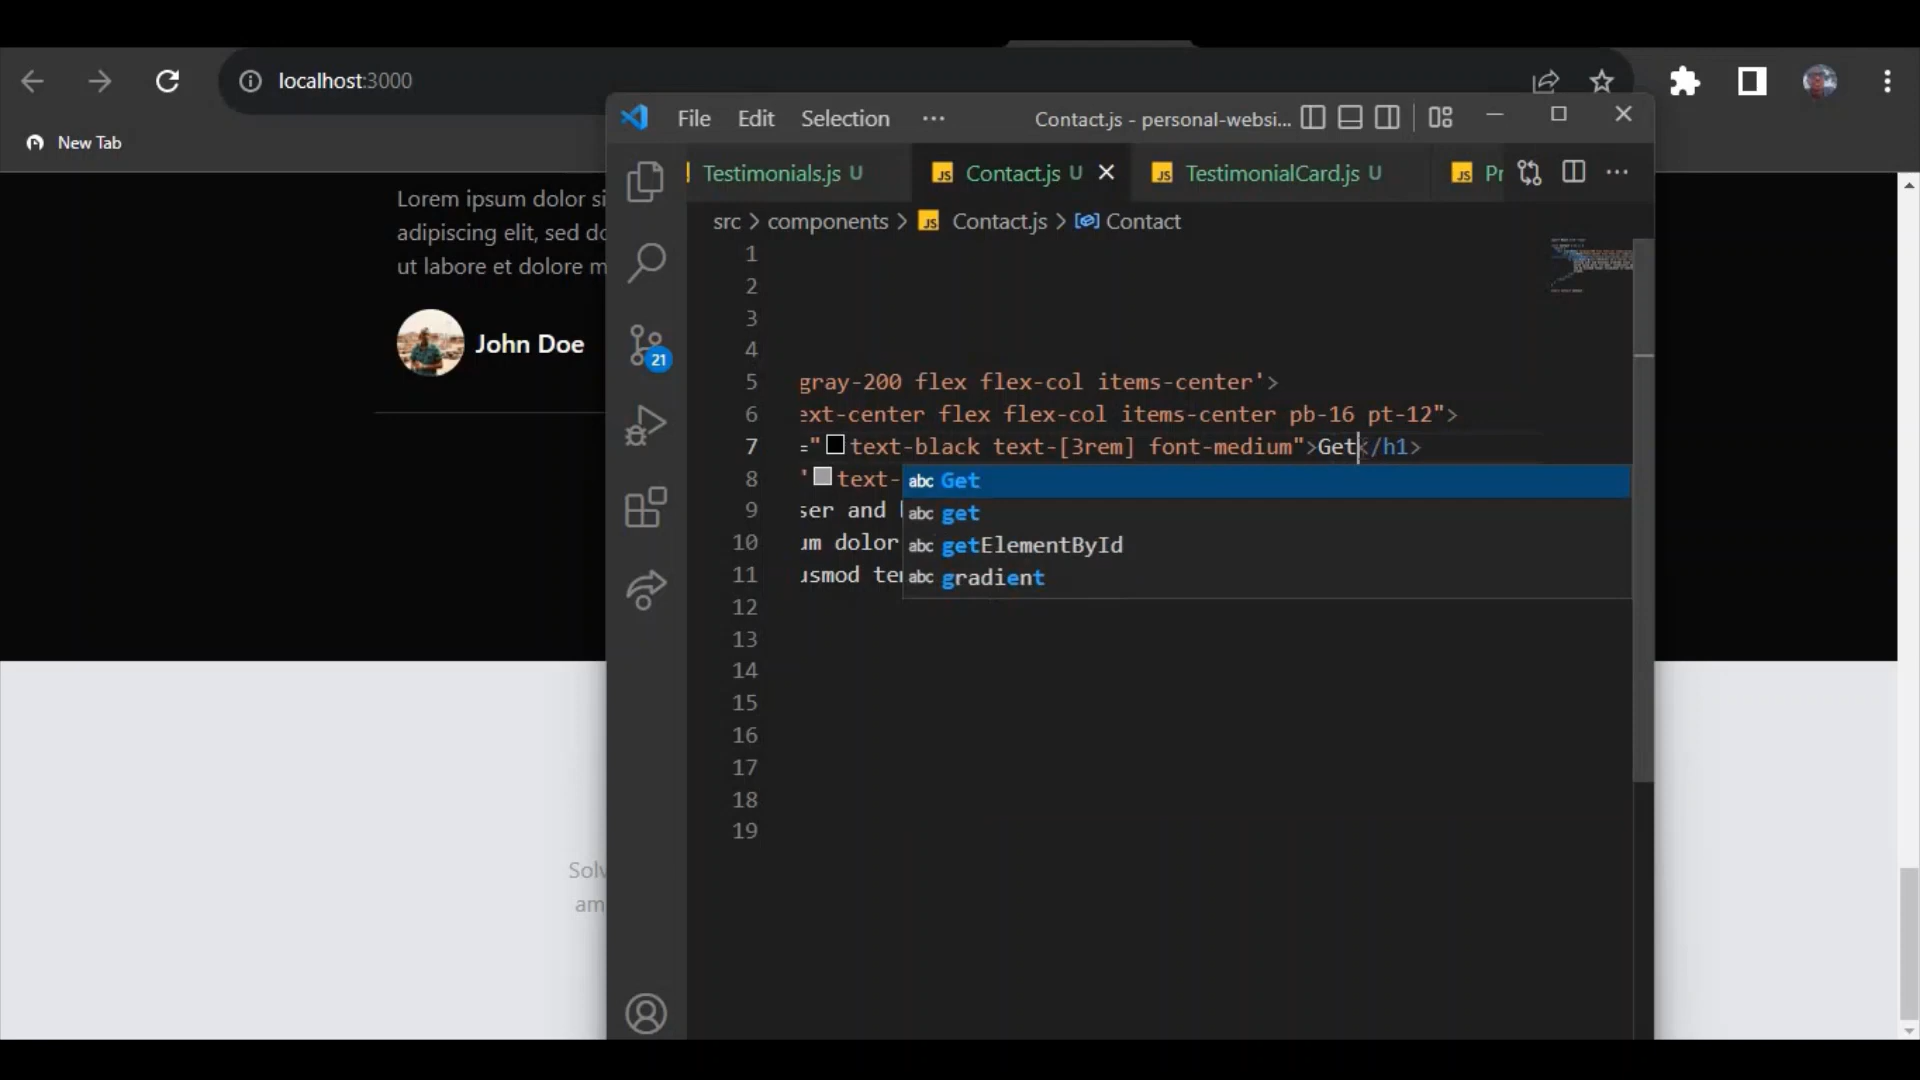 localhost:3000
New Tab
File Edit Selection ··· Contact.js - personal-websi...
Testimonials.js U JS Contact.js U JS TestimonialCard.js U JS Pr ···
src > components > JS Contact.js > Contact
Lorem ipsum dolor si
adipiscing elit, sed do
ut labore et dolore m
John Doe
21
1
2
3
4
5 gray-200 flex flex-col items-center'>
6 ext-center flex flex-col items-center pb-16 pt-12">
7 ="text-black text-[3rem] font-medium">Get</h1>
8 "text-
9 ser and
10 um dolor
11 usmod te
12
13
14
15
16
17
18
19
abc Get
abc get
abc getElementById
abc gradient
Solv
am